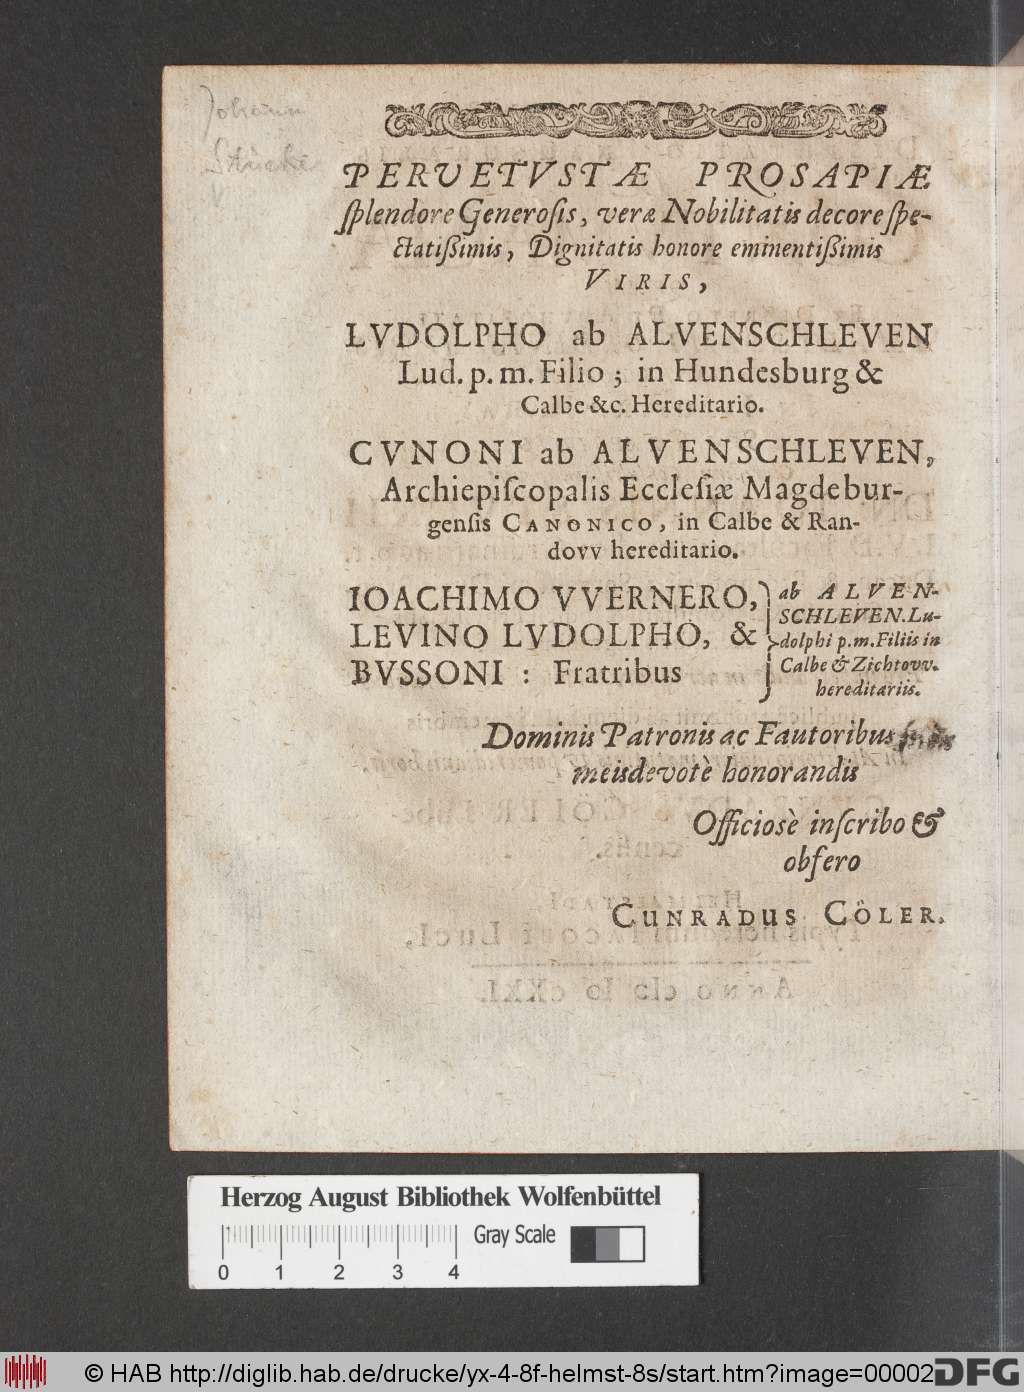 Johann
PERVETVSTÆ PROSAPIÆ
ſplendore Generoſis, veræ Nobilitatis decore ſpe-
ctatißimis, Dignitatis honore eminentißimis
VIRIS,
LVDOLPHO ab ALVENSCHLEVEN
Lud. p. m. Filio ; in Hundesburg &
Calbe &c. Hereditario.
CVNONI ab ALVENSCHLEVEN,
Archiepiſcopalis Eccleſiæ Magdebur-
genſis CANONICO, in Calbe & Ran-
dovv hereditario.
IOACHIMO VVERNERO,
LEVINO LVDOLPHO, &
BVSSONI : Fratribus
ab ALVEN-
SCHLEVEN. Lu-
dolphi p.m. Filiis in
Calbe & Zichtovv.
hereditariis.
Dominis Patronis ac Fautoribus
meis devotè honorandis
Officiosè inſcribo &
obfero
CUNRADUS CÖLER.
Herzog August Bibliothek Wolfenbüttel
Gray Scale
0 1 2 3 4
© HAB http://diglib.hab.de/drucke/yx-4-8f-helmst-8s/start.htm?image=00002
DFG